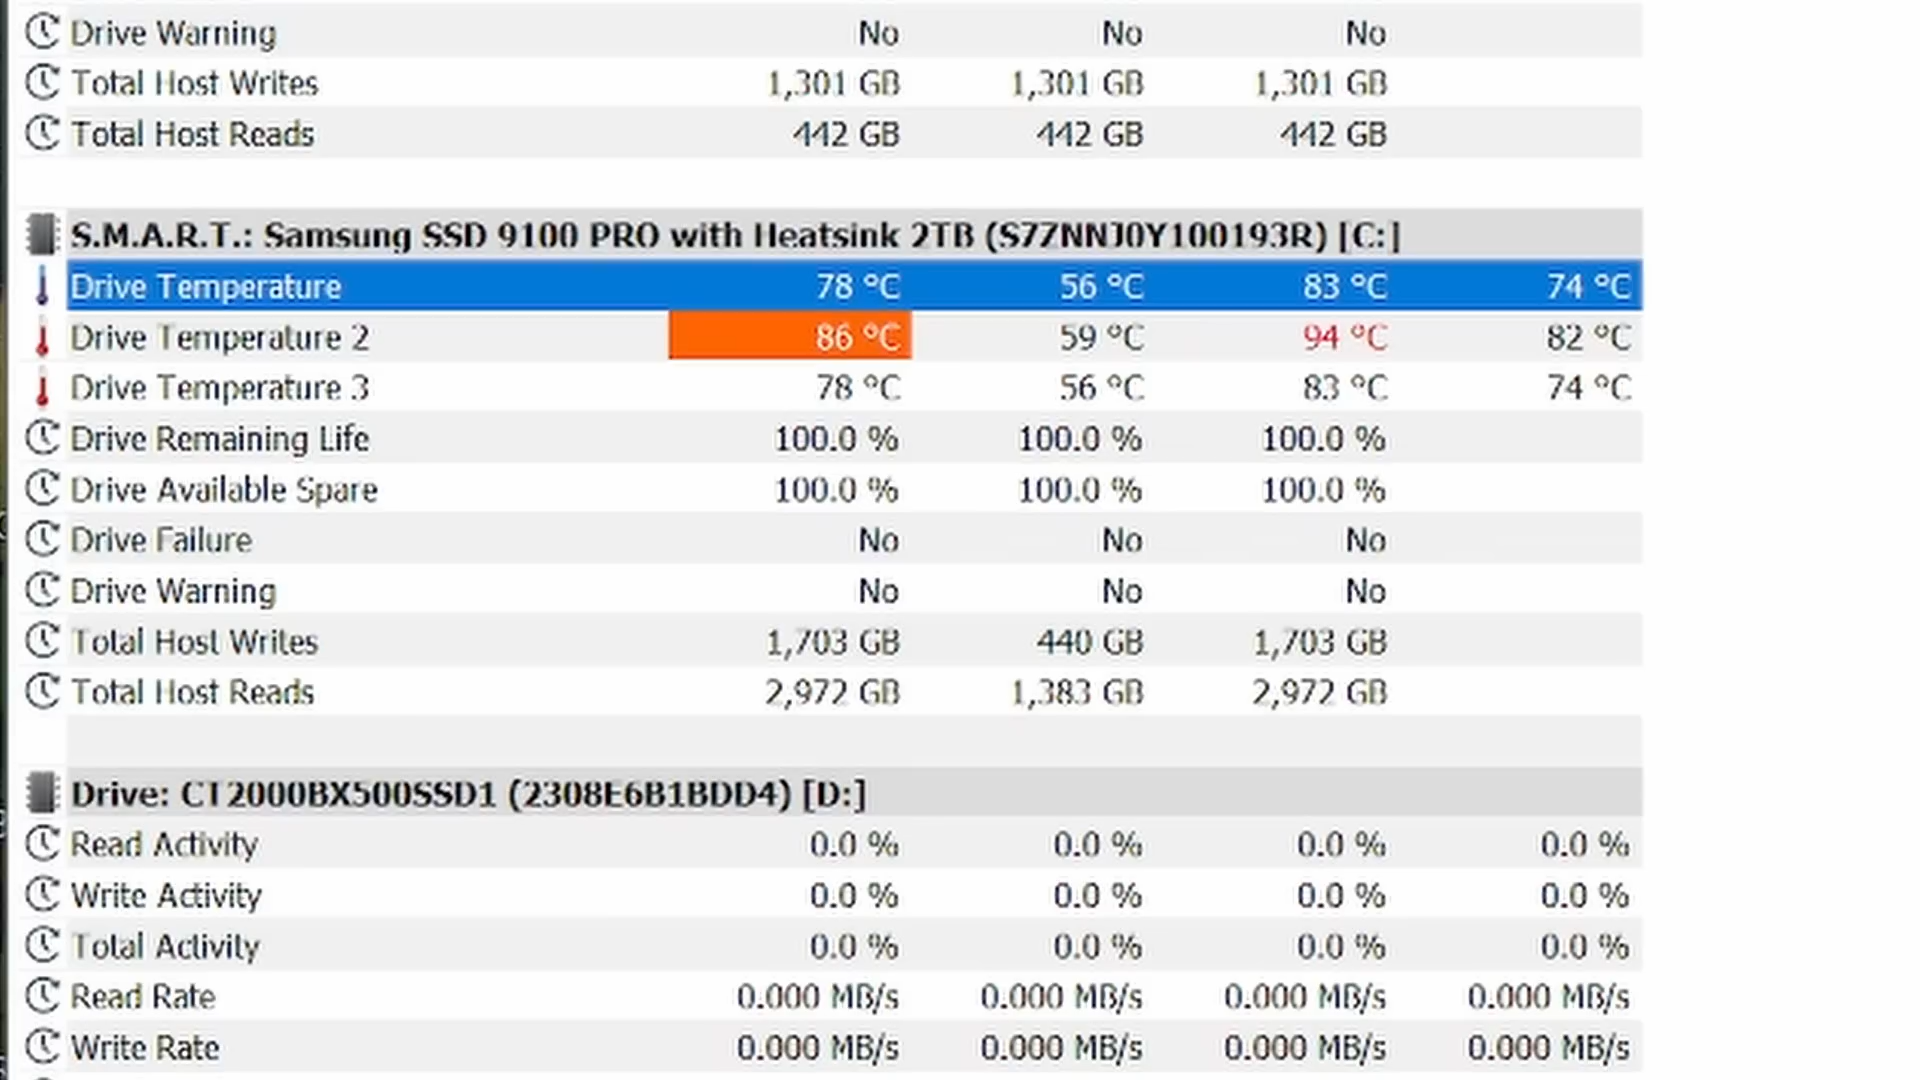 Drive Warning No No No
Total Host Writes 1,301 GB 1,301 GB 1,301 GB
Total Host Reads 442 GB 442 GB 442 GB
S.M.A.R.T.: Samsung SSD 9100 PRO with Heatsink 2TB (S7ZNNJ0Y100193R) [C:]
Drive Temperature 78 °C 56 °C 83 °C 74 °C
Drive Temperature 2 86 °C 59 °C 94 °C 82 °C
Drive Temperature 3 78 °C 56 °C 83 °C 74 °C
Drive Remaining Life 100.0 % 100.0 % 100.0 %
Drive Available Spare 100.0 % 100.0 % 100.0 %
Drive Failure No No No
Drive Warning No No No
Total Host Writes 1,703 GB 440 GB 1,703 GB
Total Host Reads 2,972 GB 1,383 GB 2,972 GB
Drive: CT2000BX500SSD1 (2308E6B1BDD4) [D:]
Read Activity 0.0 % 0.0 % 0.0 % 0.0 %
Write Activity 0.0 % 0.0 % 0.0 % 0.0 %
Total Activity 0.0 % 0.0 % 0.0 % 0.0 %
Read Rate 0.000 MB/s 0.000 MB/s 0.000 MB/s 0.000 MB/s
Write Rate 0.000 MB/s 0.000 MB/s 0.000 MB/s 0.000 MB/s